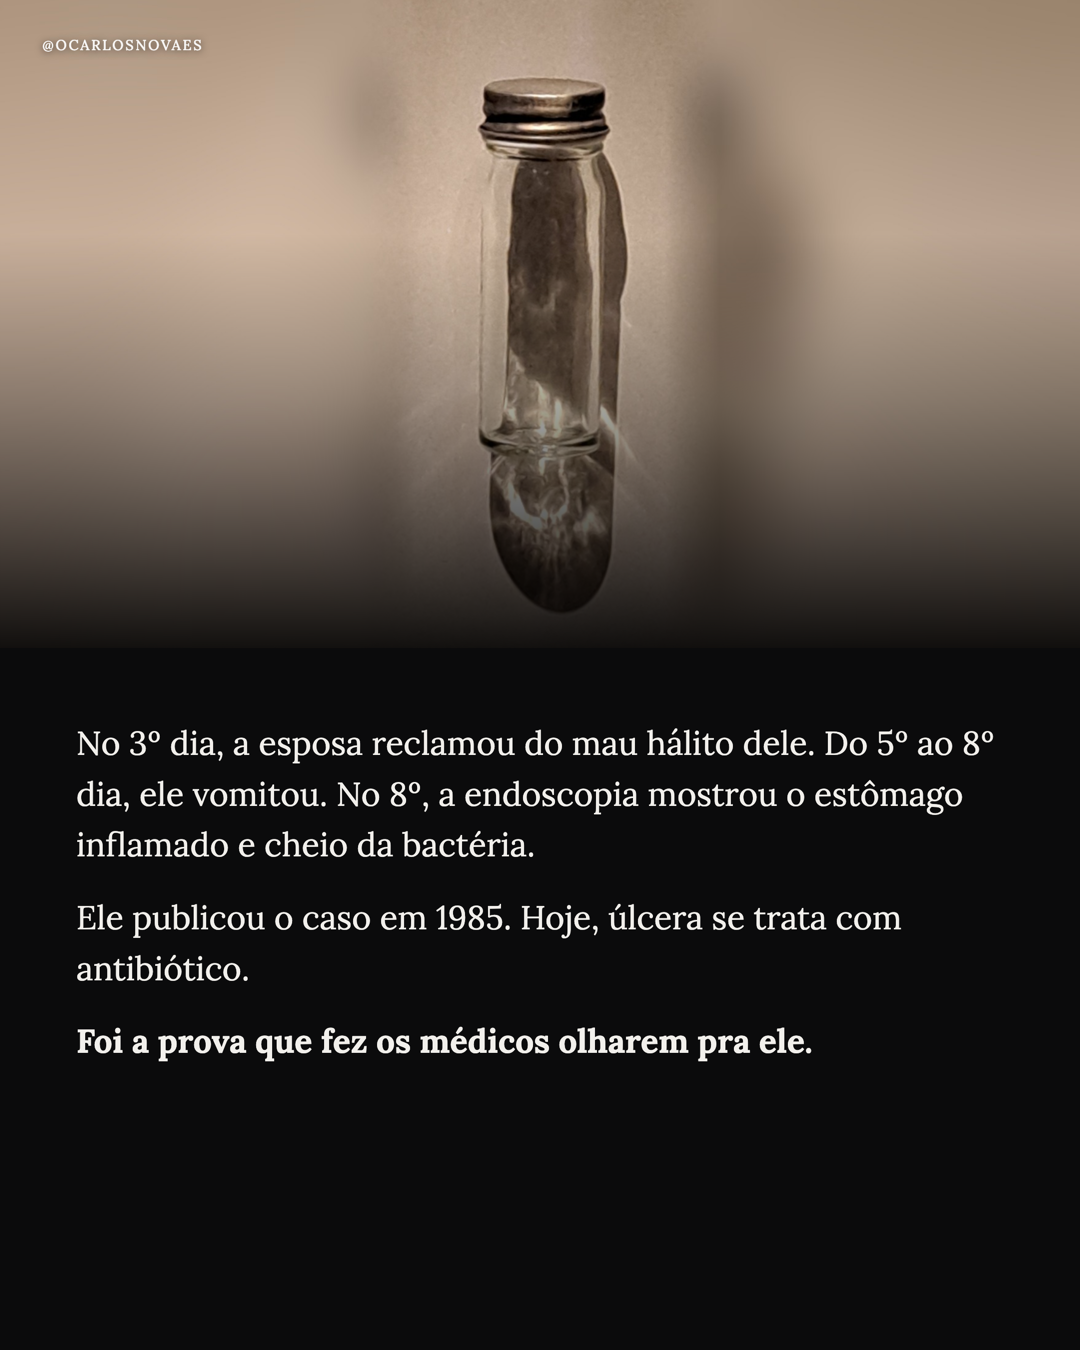 @OCARLOSNOVAES
No 3º dia, a esposa reclamou do mau hálito dele. Do 5º ao 8º
dia, ele vomitou. No 8º, a endoscopia mostrou o estômago
inflamado e cheio da bactéria.
Ele publicou o caso em 1985. Hoje, úlcera se trata com
antibiótico.
Foi a prova que fez os médicos olharem pra ele.